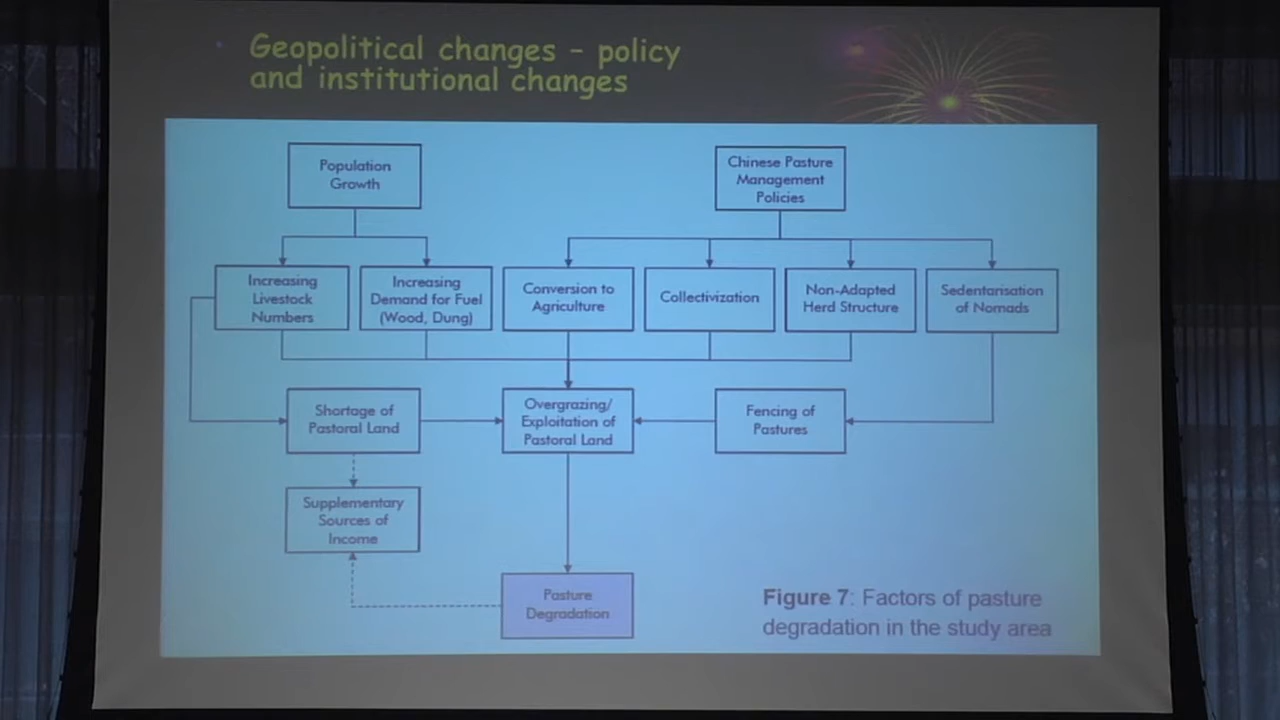 Geopolitical changes – policy
and institutional changes
Population
Growth
Chinese Pasture
Management
Policies
Increasing
Livestock
Numbers
Increasing
Demand for Fuel
(Wood, Dung)
Conversion to
Agriculture
Collectivization
Non-Adapted
Herd Structure
Sedentarisation
of Nomads
Shortage of
Pastoral Land
Overgrazing/
Exploitation of
Pastoral Land
Fencing of
Pastures
Supplementary
Sources of
Income
Pasture
Degradation
Figure 7: Factors of pasture
degradation in the study area